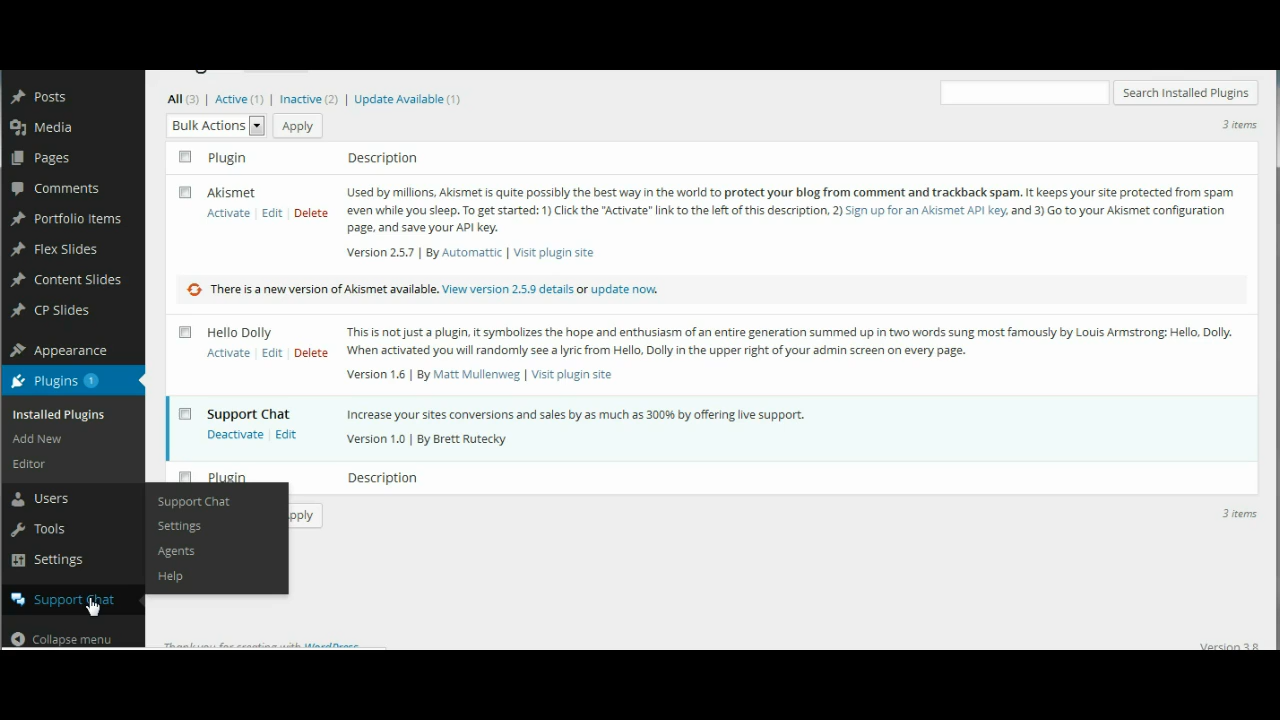 Posts
Media
Pages
Comments
Portfolio Items
Flex Slides
Content Slides
CP Slides
Appearance
Plugins 1
Installed Plugins
Add New
Editor
Users
Tools
Settings
Support Chat
Collapse menu
All (3) | Active (1) | Inactive (2) | Update Available (1)
Search Installed Plugins
Bulk Actions Apply
3 items
Plugin Description
Akismet
Activate | Edit | Delete
Used by millions, Akismet is quite possibly the best way in the world to protect your blog from comment and trackback spam. It keeps your site protected from spam
even while you sleep. To get started: 1) Click the "Activate" link to the left of this description, 2) Sign up for an Akismet API key, and 3) Go to your Akismet configuration
page, and save your API key.
Version 2.5.7 | By Automattic | Visit plugin site
There is a new version of Akismet available. View version 2.5.9 details or update now.
Hello Dolly
Activate | Edit | Delete
This is not just a plugin, it symbolizes the hope and enthusiasm of an entire generation summed up in two words sung most famously by Louis Armstrong: Hello, Dolly.
When activated you will randomly see a lyric from Hello, Dolly in the upper right of your admin screen on every page.
Version 1.6 | By Matt Mullenweg | Visit plugin site
Support Chat
Deactivate | Edit
Increase your sites conversions and sales by as much as 300% by offering live support.
Version 1.0 | By Brett Rutecky
Plugin Description
Support Chat
Settings
Agents
Help
pply
3 items
Thank you for creating with WordPress
Version 3.8